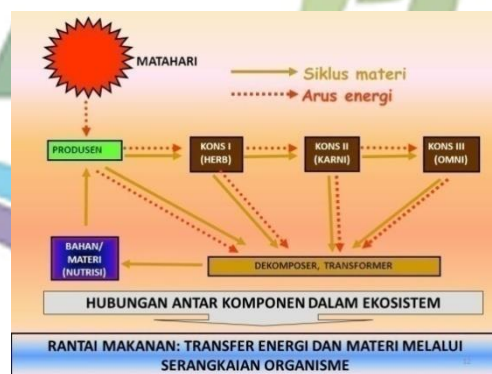 MATAHARI
Siklus materi
Arus energi
PRODUSEN
KONS I
(HERB)
KONS II
(KARNI)
KONS III
(OMNI)
BAHAN/
MATERI
(NUTRISI)
DEKOMPOSER, TRANSFORMER
HUBUNGAN ANTAR KOMPONEN DALAM EKOSISTEM
RANTAI MAKANAN: TRANSFER ENERGI DAN MATERI MELALUI
SERANGKAIAN ORGANISME